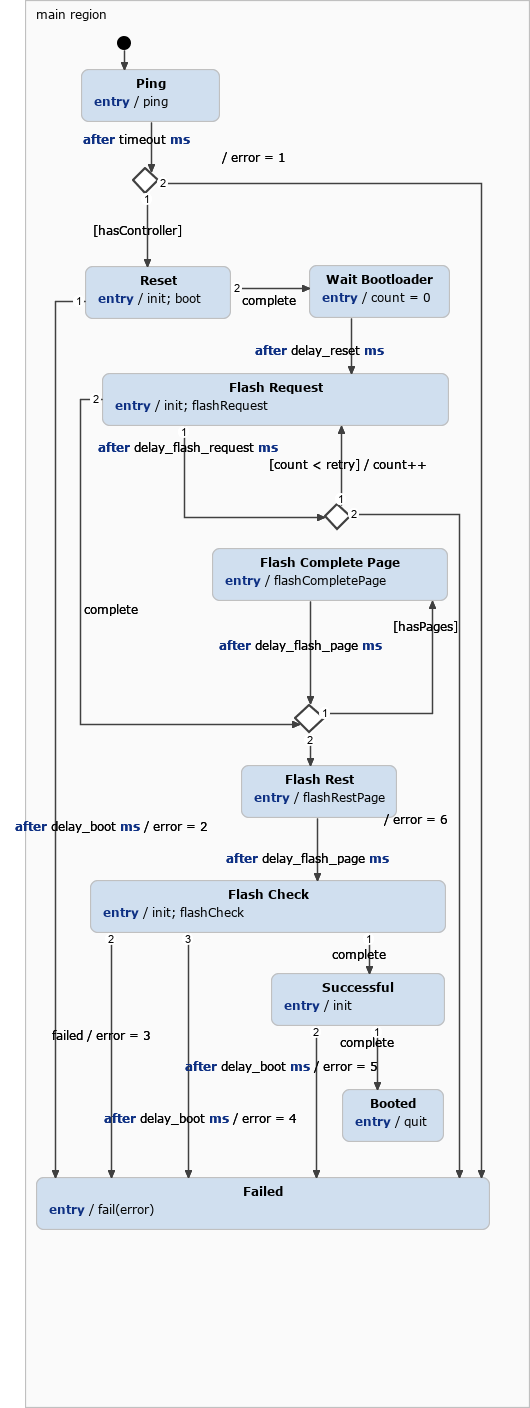 main region
Ping
entry / ping
after timeout ms
/ error = 1
2
1
[hasController]
Reset
entry / init; boot
1
2
complete
Wait Bootloader
entry / count = 0
after delay_reset ms
Flash Request
entry / init; flashRequest
2
1
after delay_flash_request ms
[count < retry] / count++
1
2
Flash Complete Page
entry / flashCompletePage
complete
[hasPages]
after delay_flash_page ms
1
2
Flash Rest
entry / flashRestPage
/ error = 6
after delay_boot ms / error = 2
after delay_flash_page ms
Flash Check
entry / init; flashCheck
2
3
1
complete
Successful
entry / init
2
1
failed / error = 3
complete
after delay_boot ms / error = 5
Booted
entry / quit
after delay_boot ms / error = 4
Failed
entry / fail(error)